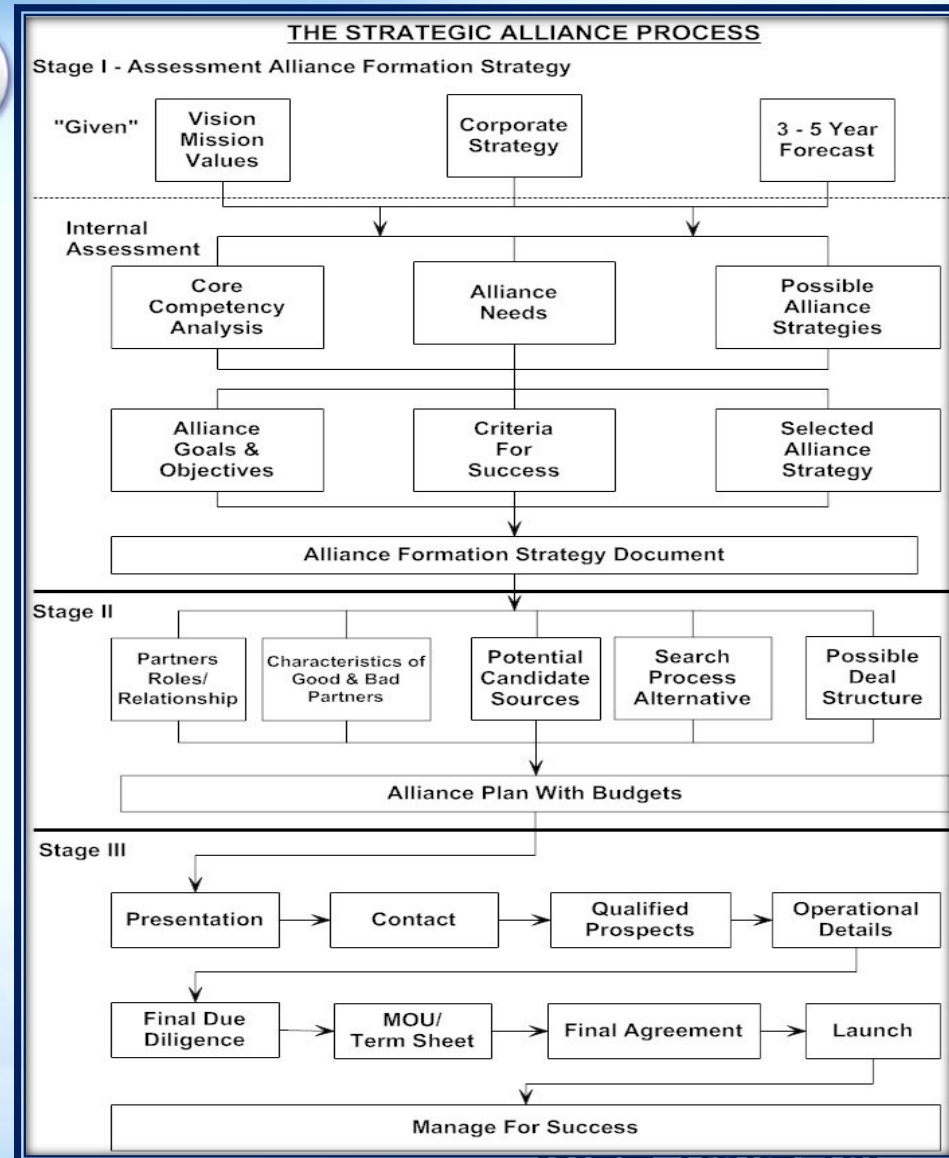 THE STRATEGIC ALLIANCE PROCESS
Stage I - Assessment Alliance Formation Strategy
"Given"
Vision
Mission
Values
Corporate
Strategy
3 - 5 Year
Forecast
Internal
Assessment
Core
Competency
Analysis
Alliance
Needs
Possible
Alliance
Strategies
Alliance
Goals &
Objectives
Criteria
For
Success
Selected
Alliance
Strategy
Alliance Formation Strategy Document
Stage II
Partners
Roles/
Relationship
Characteristics of
Good & Bad
Partners
Potential
Candidate
Sources
Search
Process
Alternative
Possible
Deal
Structure
Alliance Plan With Budgets
Stage III
Presentation
Contact
Qualified
Prospects
Operational
Details
Final Due
Diligence
MOU/
Term Sheet
Final Agreement
Launch
Manage For Success